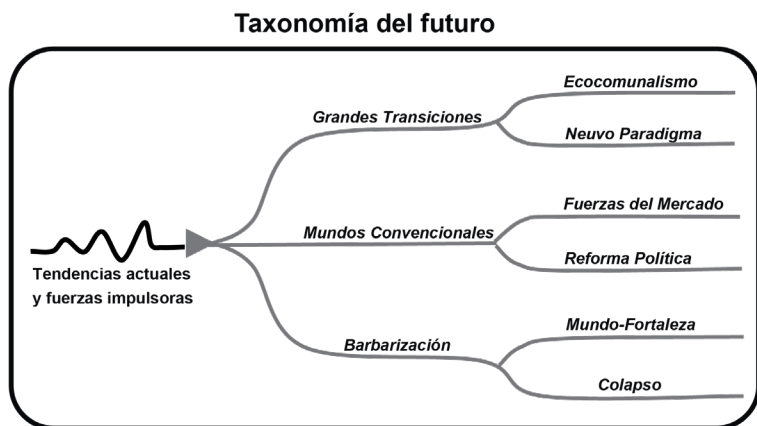 Taxonomía del futuro
Ecocomunalismo
Grandes Transiciones
Neuvo Paradigma
Fuerzas del Mercado
Mundos Convencionales
Reforma Política
Tendencias actuales
y fuerzas impulsoras
Mundo-Fortaleza
Barbarización
Colapso